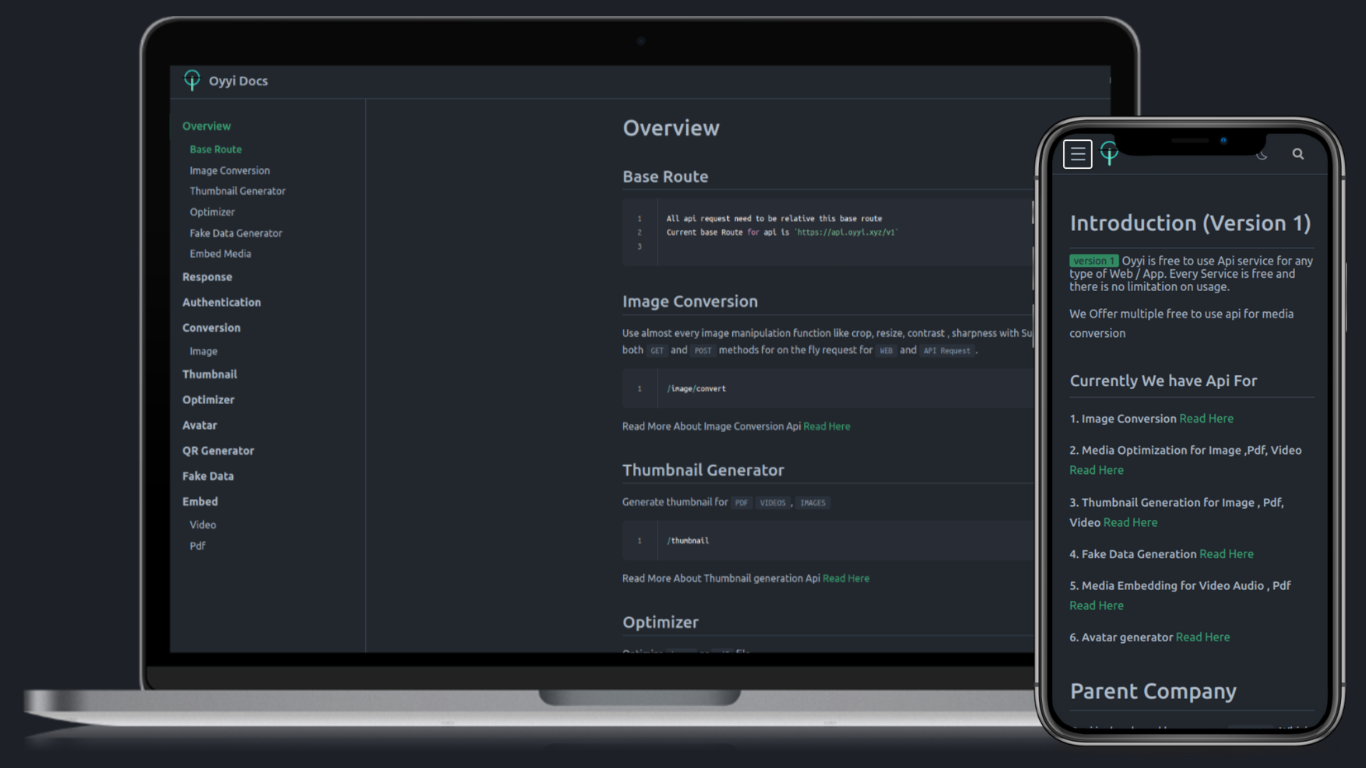 Oyyi Docs
Overview
Base Route
Image Conversion
Thumbnail Generator
Optimizer
Fake Data Generator
Embed Media
Response
Authentication
Conversion
Image
Thumbnail
Optimizer
Avatar
QR Generator
Fake Data
Embed
Video
Pdf
Overview
Base Route
1 All api request need to be relative this base route
2 Current base Route for api is `https://api.oyyi.xyz/v1`
3
Image Conversion
Use almost every image manipulation function like crop, resize, contrast , sharpness with Su
both GET and POST methods for on the fly request for WEB and API Request .
1 /image/convert
Read More About Image Conversion Api Read Here
Thumbnail Generator
Generate thumbnail for PDF VIDEOS , IMAGES
1 /thumbnail
Read More About Thumbnail generation Api Read Here
Optimizer
Introduction (Version 1)
version 1 Oyyi is free to use Api service for any
type of Web / App. Every Service is free and
there is no limitation on usage.
We Offer multiple free to use api for media
conversion
Currently We have Api For
1. Image Conversion Read Here
2. Media Optimization for Image ,Pdf, Video
Read Here
3. Thumbnail Generation for Image , Pdf,
Video Read Here
4. Fake Data Generation Read Here
5. Media Embedding for Video Audio , Pdf
Read Here
6. Avatar generator Read Here
Parent Company